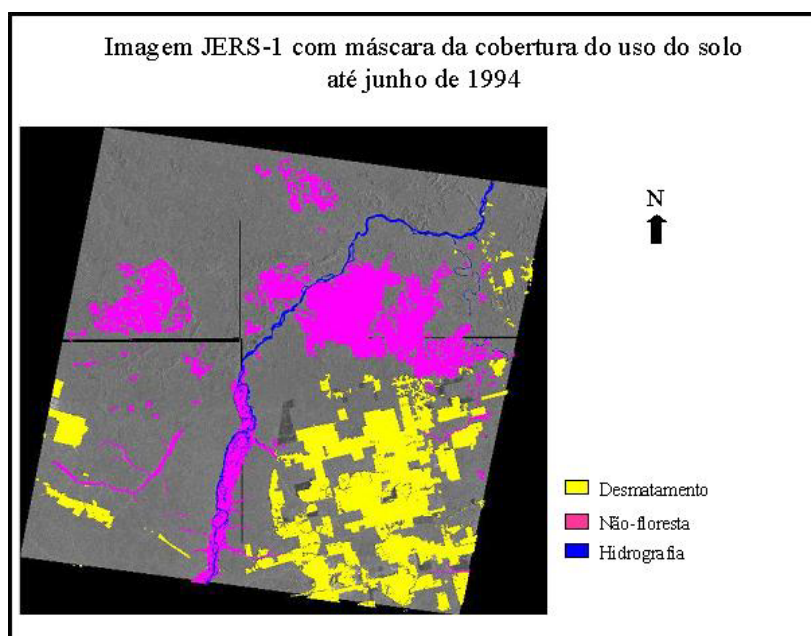 Imagem JERS-1 com máscara da cobertura do uso do solo
até junho de 1994
N
Desmatamento
Não-floresta
Hidrografia